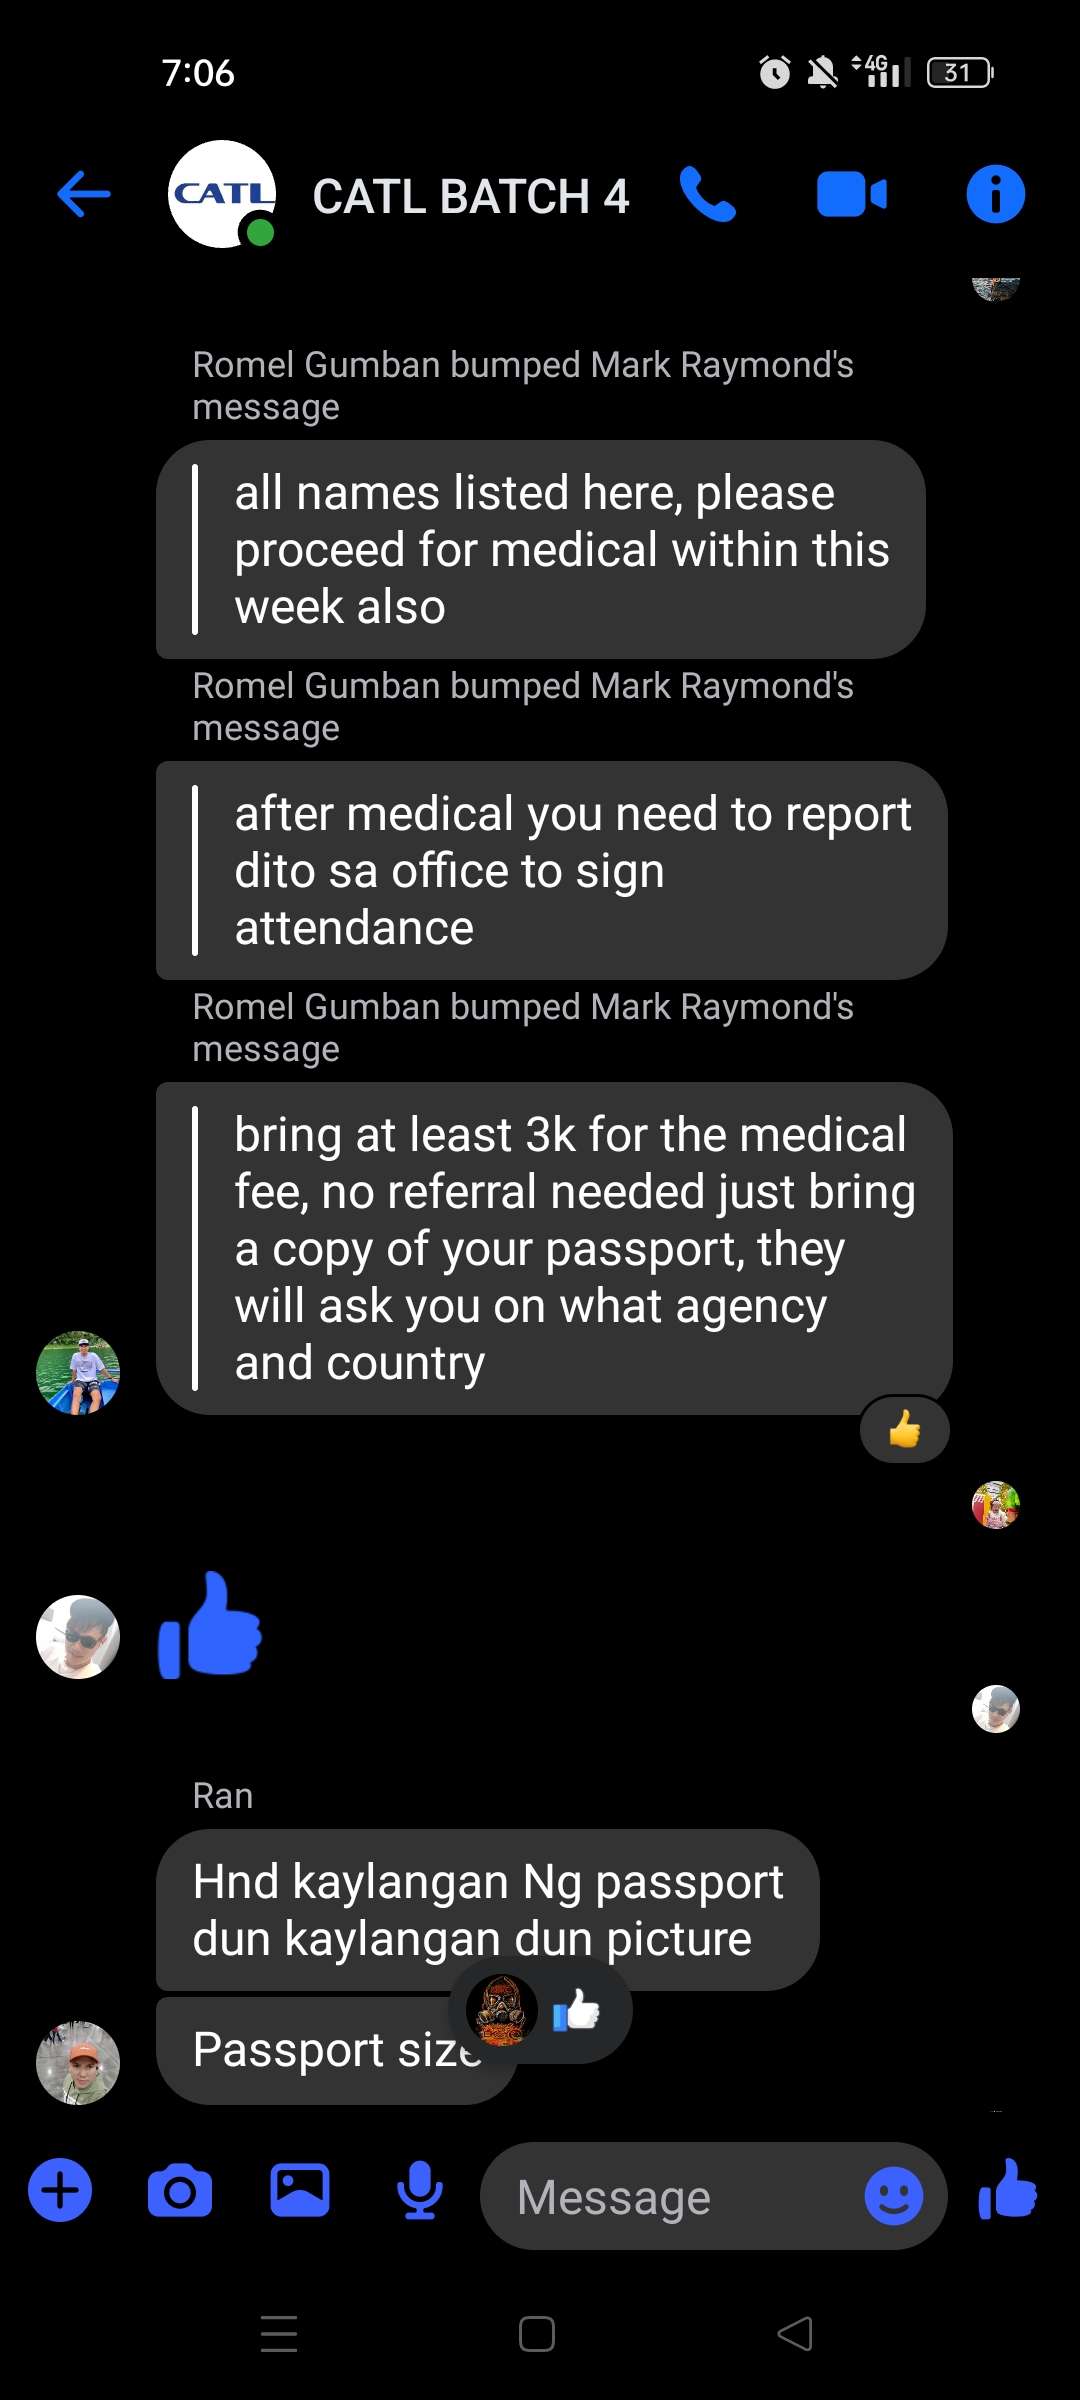 7:06
4G
31
CATL
CATL BATCH 4
Romel Gumban bumped Mark Raymond's
message
all names listed here, please
proceed for medical within this
week also
Romel Gumban bumped Mark Raymond's
message
after medical you need to report
dito sa office to sign
attendance
Romel Gumban bumped Mark Raymond's
message
bring at least 3k for the medical
fee, no referral needed just bring
a copy of your passport, they
will ask you on what agency
and country
Ran
Hnd kaylangan Ng passport
dun kaylangan dun picture
Passport size
Message